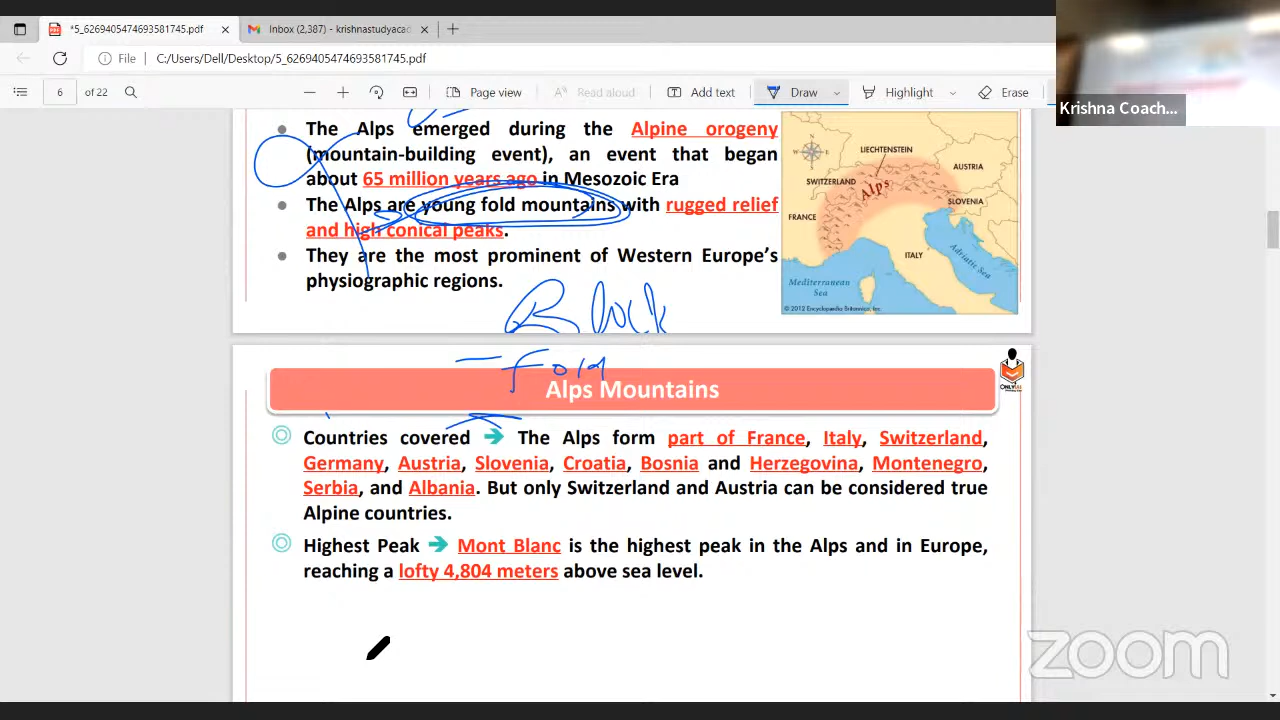 *5_6269405474693581745.pdf
Inbox (2,387) - krishnastudyacad
File C:/Users/Dell/Desktop/5_6269405474693581745.pdf
6 of 22
Page view
Read aloud
Add text
Draw
Highlight
Erase
Krishna Coach...
The Alps emerged during the Alpine orogeny
(mountain-building event), an event that began
about 65 million years ago in Mesozoic Era
The Alps are young fold mountains with rugged relief
and high conical peaks.
They are the most prominent of Western Europe's
physiographic regions.
N
W
E
S
LIECHTENSTEIN
AUSTRIA
SWITZERLAND
Alps
SLOVENIA
FRANCE
ITALY
Adriatic Sea
Mediterranean
Sea
© 2012 Encyclopædia Britannica, Inc.
Block
- fold
Alps Mountains
Countries covered ➔ The Alps form part of France, Italy, Switzerland,
Germany, Austria, Slovenia, Croatia, Bosnia and Herzegovina, Montenegro,
Serbia, and Albania. But only Switzerland and Austria can be considered true
Alpine countries.
Highest Peak ➔ Mont Blanc is the highest peak in the Alps and in Europe,
reaching a lofty 4,804 meters above sea level.
zoom